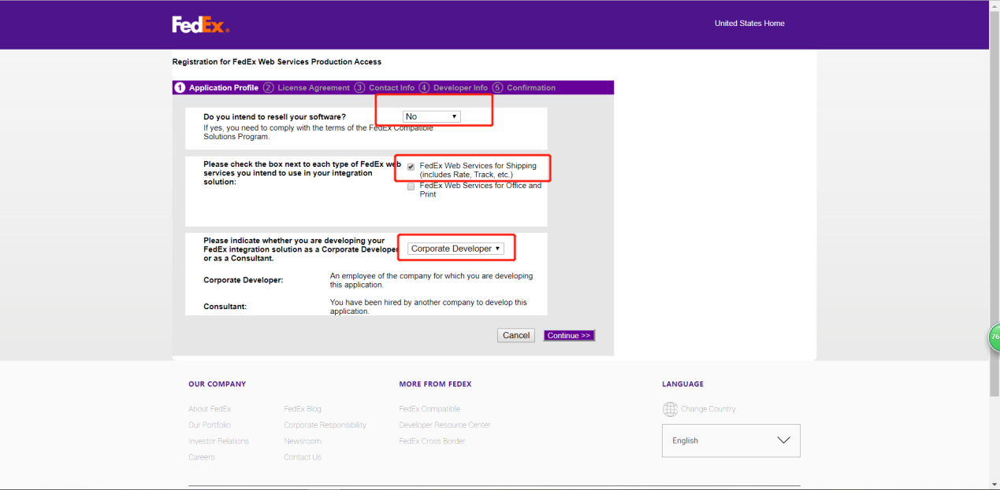 FedEx.
United States Home
Registration for FedEx Web Services Production Access
1 Application Profile 2 License Agreement 3 Contact Info 4 Developer Info 5 Confirmation
Do you intend to resell your software?
No
If yes, you need to comply with the terms of the FedEx Compatible
Solutions Program.
Please check the box next to each type of FedEx web
services you intend to use in your integration
solution:
FedEx Web Services for Shipping
(includes Rate, Track, etc.)
FedEx Web Services for Office and
Print
Please indicate whether you are developing your
FedEx integration solution as a Corporate Developer
or as a Consultant.
Corporate Developer
Corporate Developer:
An employee of the company for which you are developing
this application.
Consultant:
You have been hired by another company to develop this
application.
Cancel
Continue >>
76
OUR COMPANY
About FedEx
Our Portfolio
Investor Relations
Careers
FedEx Blog
Corporate Responsibility
Newsroom
Contact Us
MORE FROM FEDEX
FedEx Compatible
Developer Resource Center
FedEx Cross Border
LANGUAGE
Change Country
English